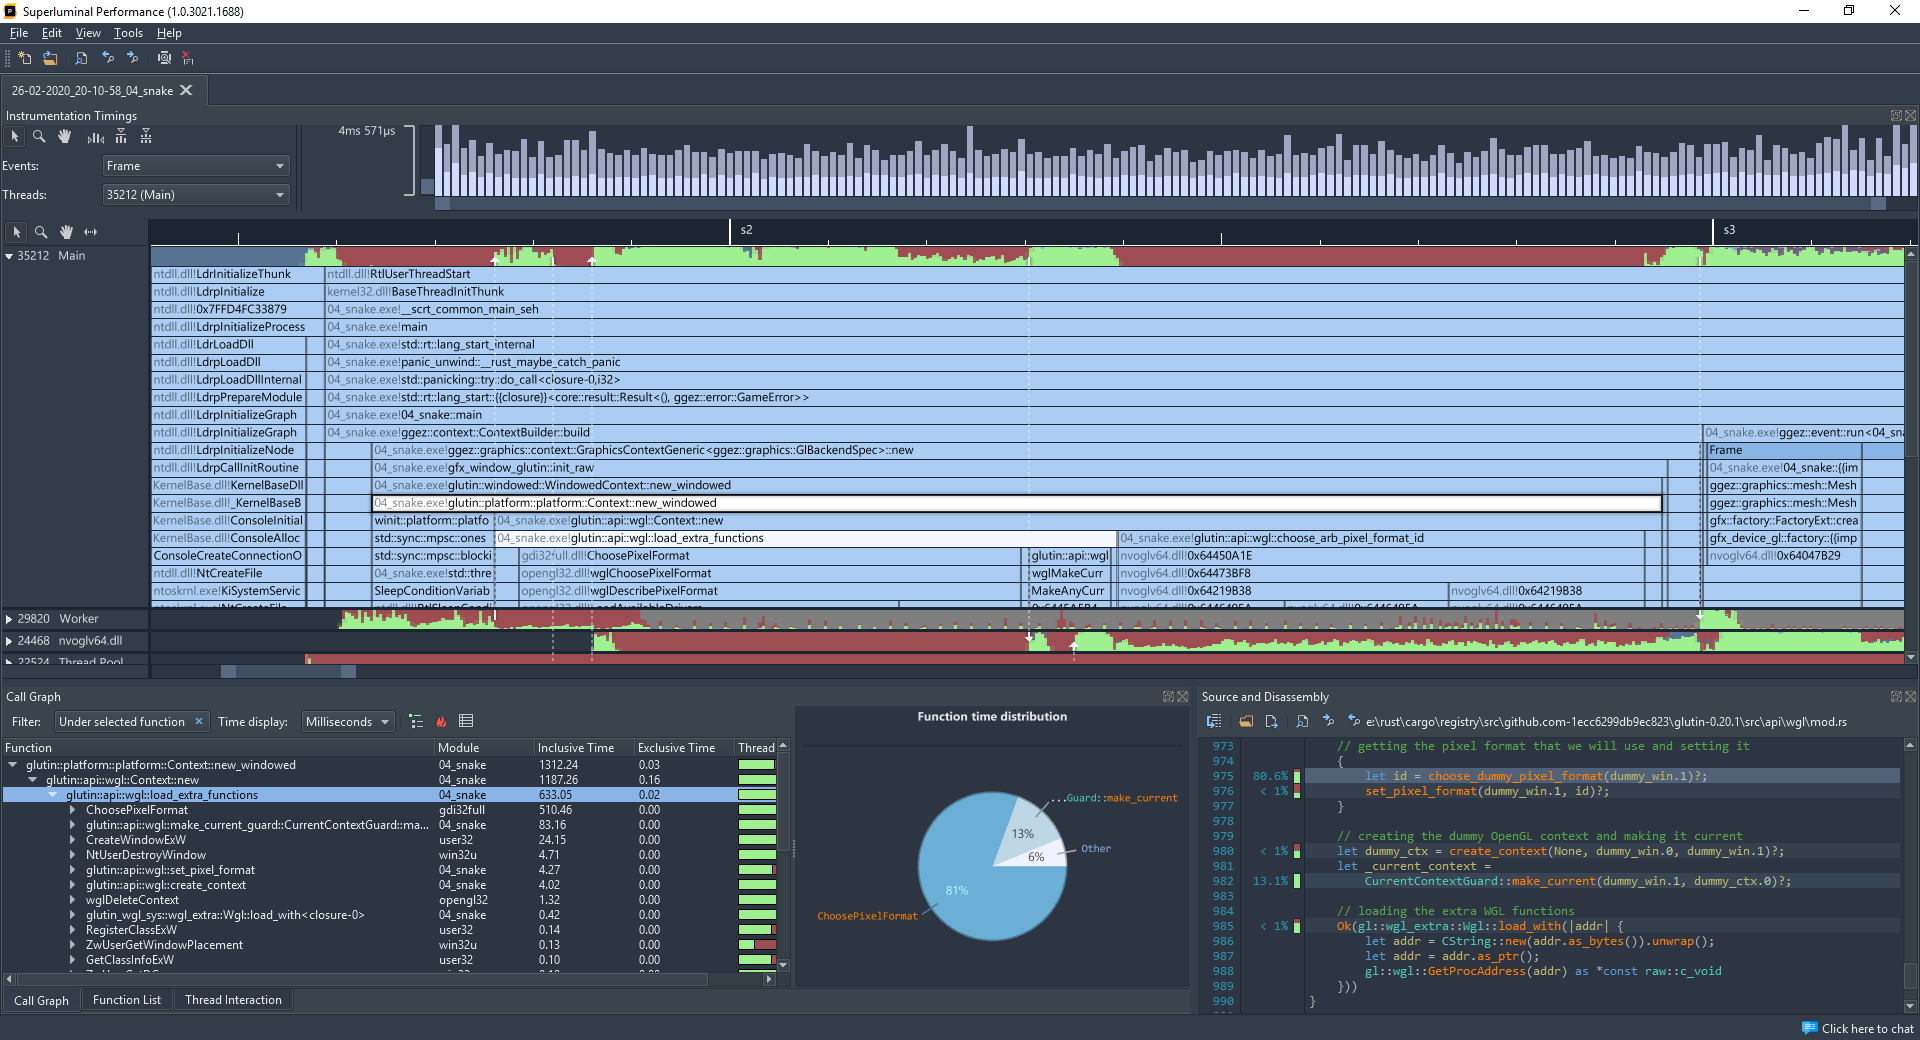 Superluminal Performance (1.0.3021.1688)
File Edit View Tools Help
26-02-2020_20-10-58_04_snake
Instrumentation Timings
4ms 571µs
Events: Frame
Threads: 35212 (Main)
s2 s3
35212 Main
ntdll.dll!LdrInitializeThunk ntdll.dll!RtlUserThreadStart
ntdll.dll!LdrpInitialize kernel32.dll!BaseThreadInitThunk
ntdll.dll!0x7FFD4FC33879 04_snake.exe!__scrt_common_main_seh
ntdll.dll!LdrpInitializeProcess 04_snake.exe!main
ntdll.dll!LdrLoadDll 04_snake.exe!std::rt::lang_start_internal
ntdll.dll!LdrpLoadDll 04_snake.exe!panic_unwind::__rust_maybe_catch_panic
ntdll.dll!LdrpLoadDllInternal 04_snake.exe!std::panicking::try::do_call<closure-0,i32>
ntdll.dll!LdrpPrepareModule 04_snake.exe!std::rt::lang_start::{{closure}}<core::result::Result<(), ggez::error::GameError>>
ntdll.dll!LdrpInitializeGraph 04_snake.exe!04_snake::main
ntdll.dll!LdrpInitializeGraph 04_snake.exe!ggez::context::ContextBuilder::build 04_snake.exe!ggez::event::run<04_sna
ntdll.dll!LdrpInitializeNode 04_snake.exe!ggez::graphics::context::GraphicsContextGeneric<ggez::graphics::GlBackendSpec>::new Frame
ntdll.dll!LdrpCallInitRoutine 04_snake.exe!gfx_window_glutin::init_raw 04_snake.exe!04_snake::{{im
KernelBase.dll!KernelBaseDll 04_snake.exe!glutin::windowed::WindowedContext::new_windowed ggez::graphics::mesh::Mesh
KernelBase.dll!_KernelBaseB 04_snake.exe!glutin::platform::platform::Context::new_windowed ggez::graphics::mesh::Mesh
KernelBase.dll!ConsoleInitial winit::platform::platfo 04_snake.exe!glutin::api::wgl::Context::new gfx::factory::FactoryExt::crea
KernelBase.dll!ConsoleAlloc std::sync::mpsc::ones 04_snake.exe!glutin::api::wgl::load_extra_functions 04_snake.exe!glutin::api::wgl::choose_arb_pixel_format_id gfx_device_gl::factory::{{imp
ConsoleCreateConnectionO std::sync::mpsc::blocki gdi32full.dll!ChoosePixelFormat glutin::api::wgl nvoglv64.dll!0x64450A1E nvoglv64.dll!0x64047B29
ntdll.dll!NtCreateFile 04_snake.exe!std::thre opengl32.dll!wglChoosePixelFormat wglMakeCurr nvoglv64.dll!0x64473BF8
ntoskrnl.exe!KiSystemServic SleepConditionVariab opengl32.dll!wglDescribePixelFormat MakeAnyCurr nvoglv64.dll!0x64219B38 nvoglv64.dll!0x64219B38
29820 Worker
24468 nvoglv64.dll
22524 Thread Pool
Call Graph
Filter: Under selected function Time display: Milliseconds
Function Module Inclusive Time Exclusive Time Thread
glutin::platform::platform::Context::new_windowed 04_snake 1312.24 0.03
glutin::api::wgl::Context::new 04_snake 1187.26 0.16
glutin::api::wgl::load_extra_functions 04_snake 633.05 0.02
ChoosePixelFormat gdi32full 510.46 0.00
glutin::api::wgl::make_current_guard::CurrentContextGuard::ma... 04_snake 83.16 0.00
CreateWindowExW user32 24.15 0.00
NtUserDestroyWindow win32u 4.71 0.00
glutin::api::wgl::set_pixel_format 04_snake 4.27 0.00
glutin::api::wgl::create_context 04_snake 4.02 0.00
wglDeleteContext opengl32 1.32 0.00
glutin_wgl_sys::wgl_extra::Wgl::load_with<closure-0> 04_snake 0.42 0.00
RegisterClassExW user32 0.14 0.00
ZwUserGetWindowPlacement win32u 0.13 0.00
GetClassInfoExW user32 0.10 0.00
Call Graph Function List Thread Interaction
Function time distribution
...Guard::make_current
13%
Other
6%
81%
ChoosePixelFormat
Source and Disassembly
e:\rust\cargo\registry\src\github.com-1ecc6299db9ec823\glutin-0.20.1\src\api\wgl\mod.rs
973 // getting the pixel format that we will use and setting it
974 {
975 80.6% let id = choose_dummy_pixel_format(dummy_win.1)?;
976 < 1% set_pixel_format(dummy_win.1, id)?;
977 }
978
979 // creating the dummy OpenGL context and making it current
980 < 1% let dummy_ctx = create_context(None, dummy_win.0, dummy_win.1)?;
981 let _current_context =
982 13.1% CurrentContextGuard::make_current(dummy_win.1, dummy_ctx.0)?;
983
984 // loading the extra WGL functions
985 < 1% Ok(gl::wgl_extra::Wgl::load_with(|addr| {
986 let addr = CString::new(addr.as_bytes()).unwrap();
987 let addr = addr.as_ptr();
988 gl::wgl::GetProcAddress(addr) as *const raw::c_void
989 }))
990 }
Click here to chat